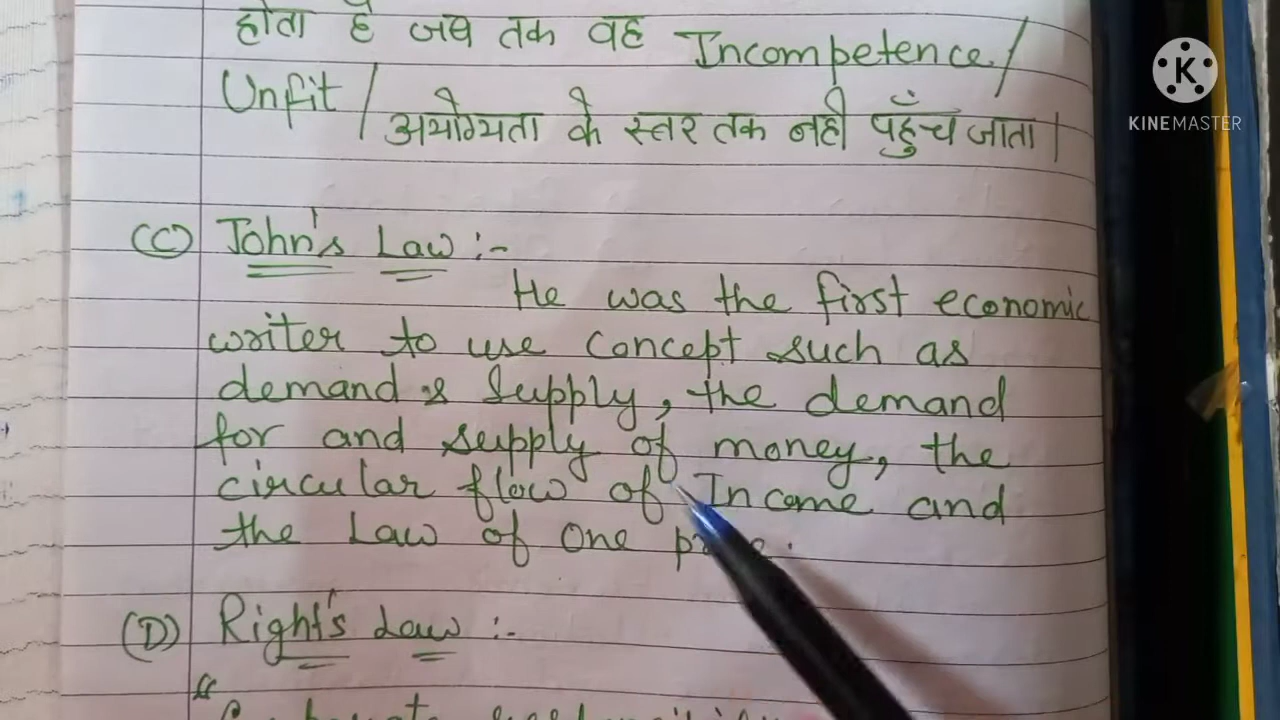 होता है जब तक वह Incompetence/
Unfit/ अयोग्यता के स्तर तक नही पहुँच जाता।
(C) John's Law :-
He was the first economic
writer to use concept such as
demand & Supply, the demand
for and supply of money, the
circular flow of Income and
the Law of One
(D) Right's Law :-
K
KINEMASTER